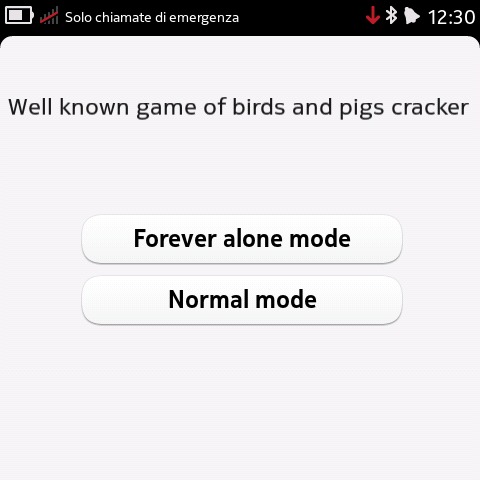 Solo chiamate di emergenza 12:30
Well known game of birds and pigs cracker
Forever alone mode
Normal mode